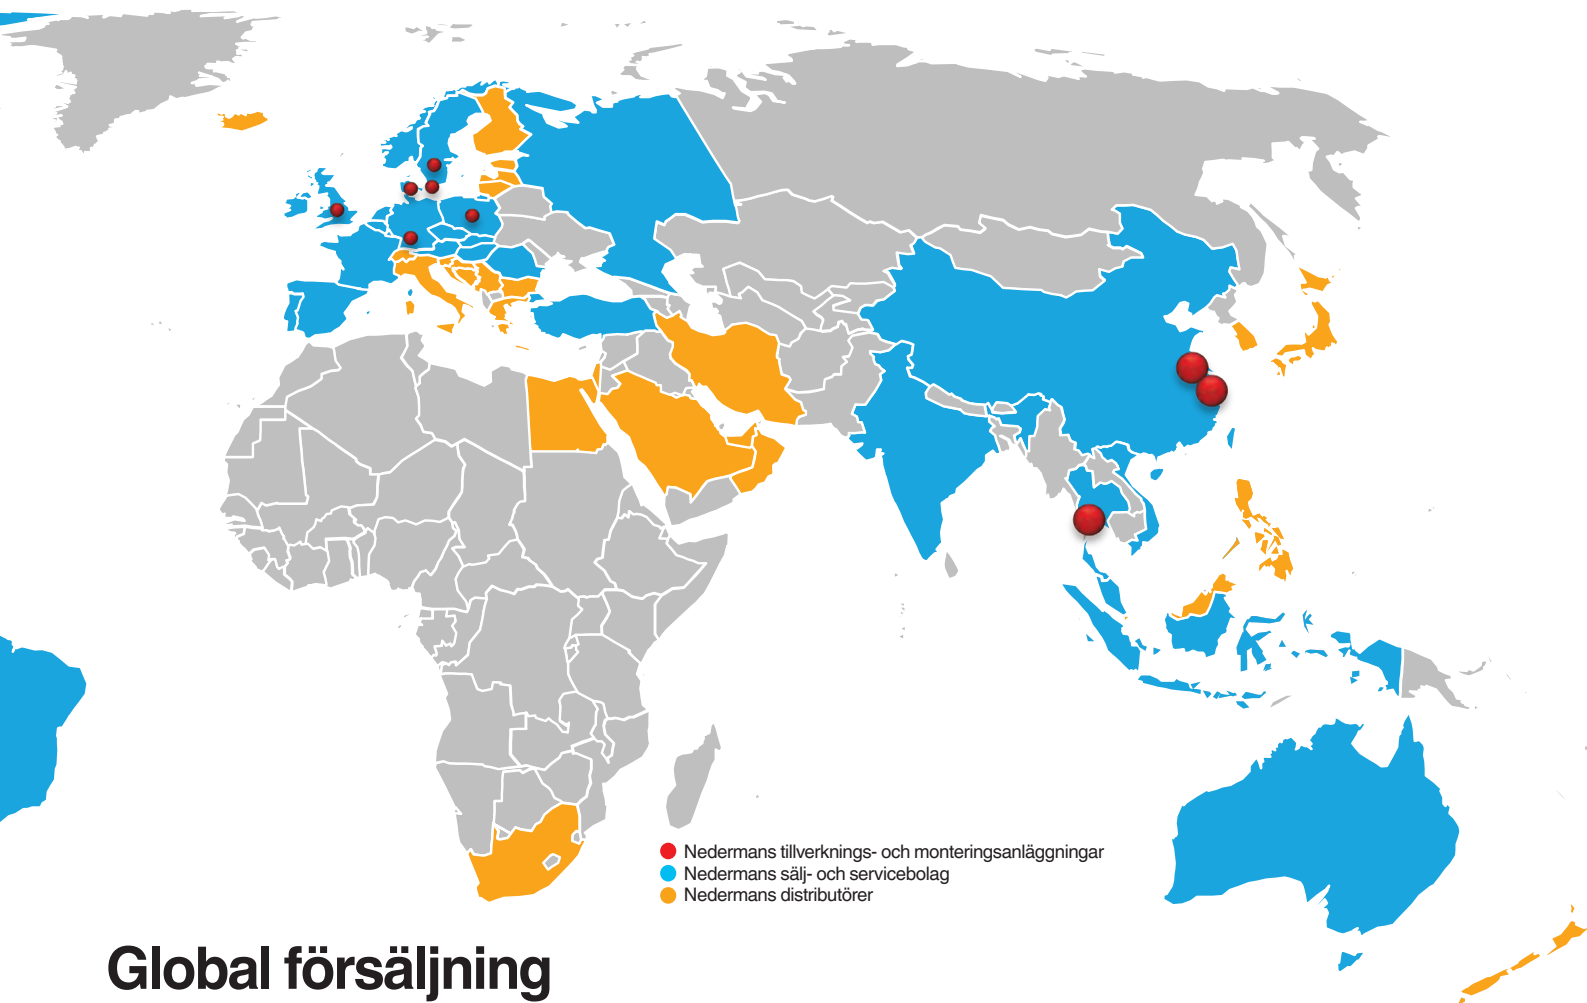 Nedermans tillverknings- och monteringsanläggningar
Nedermans sälj- och servicebolag
Nedermans distributörer
Global försäljning